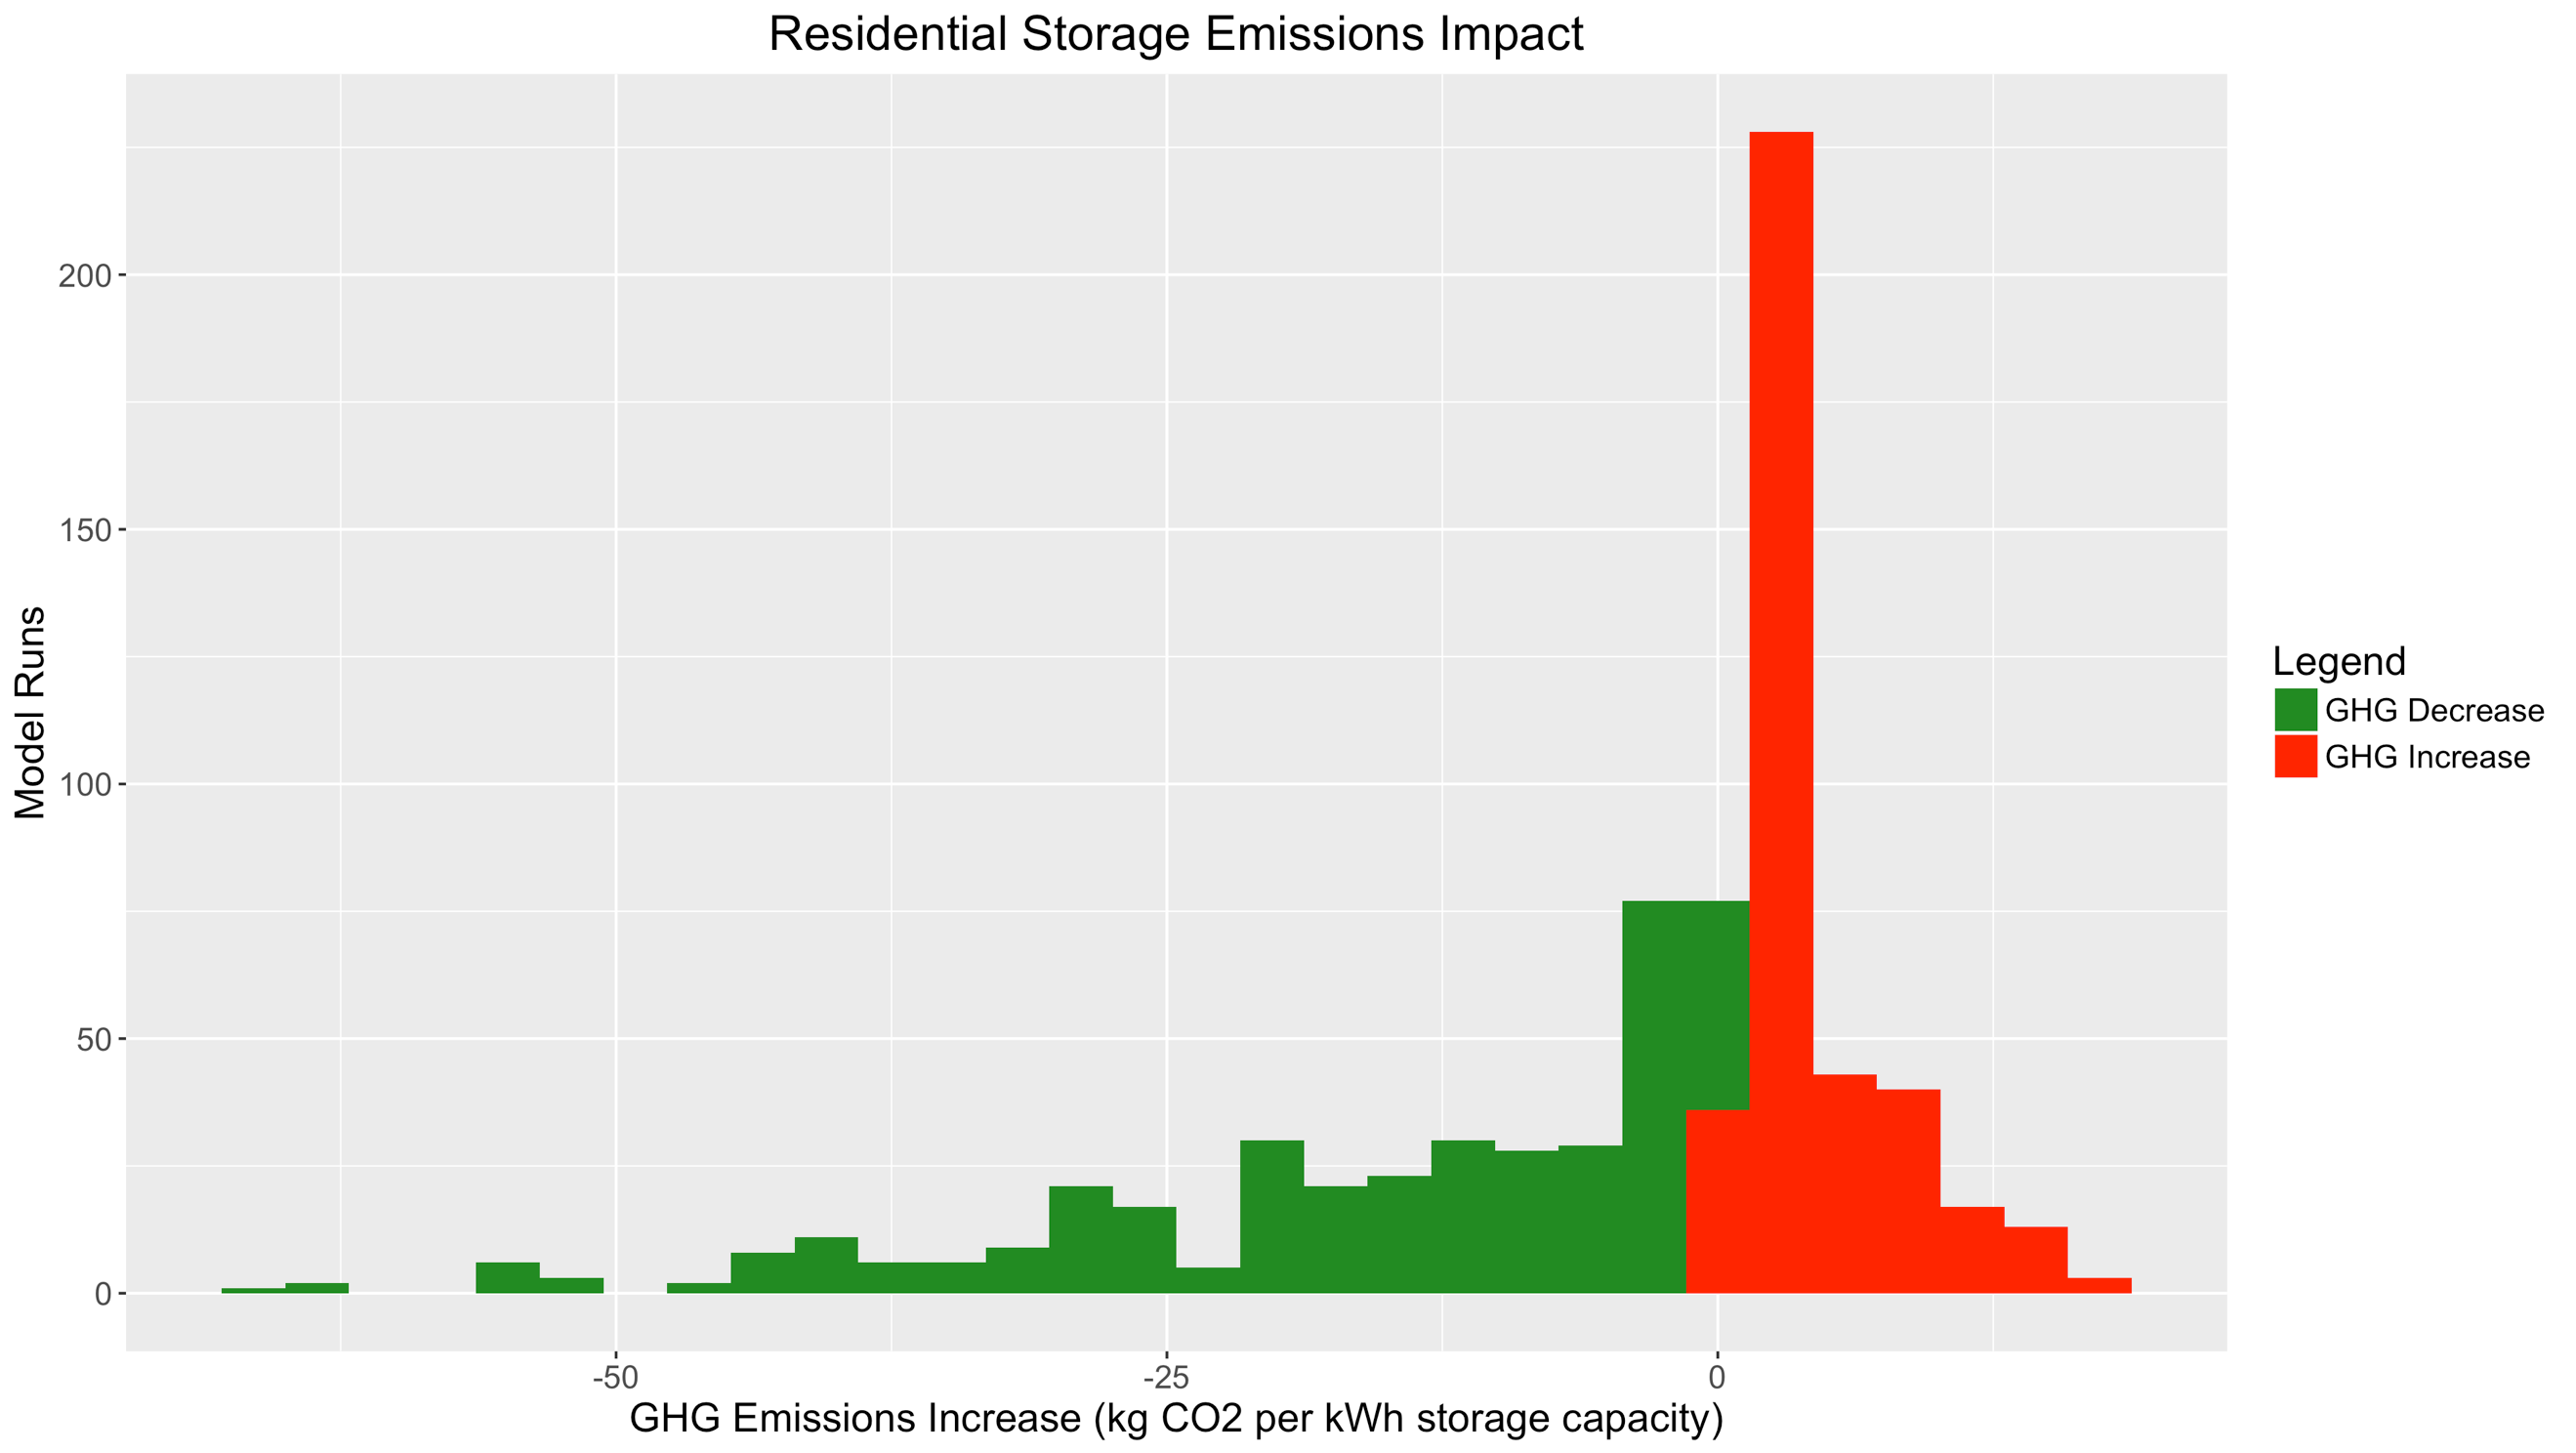 Residential Storage Emissions Impact
Model Runs
200
150
100
50
0
-50
-25
0
GHG Emissions Increase (kg CO2 per kWh storage capacity)
Legend
GHG Decrease
GHG Increase